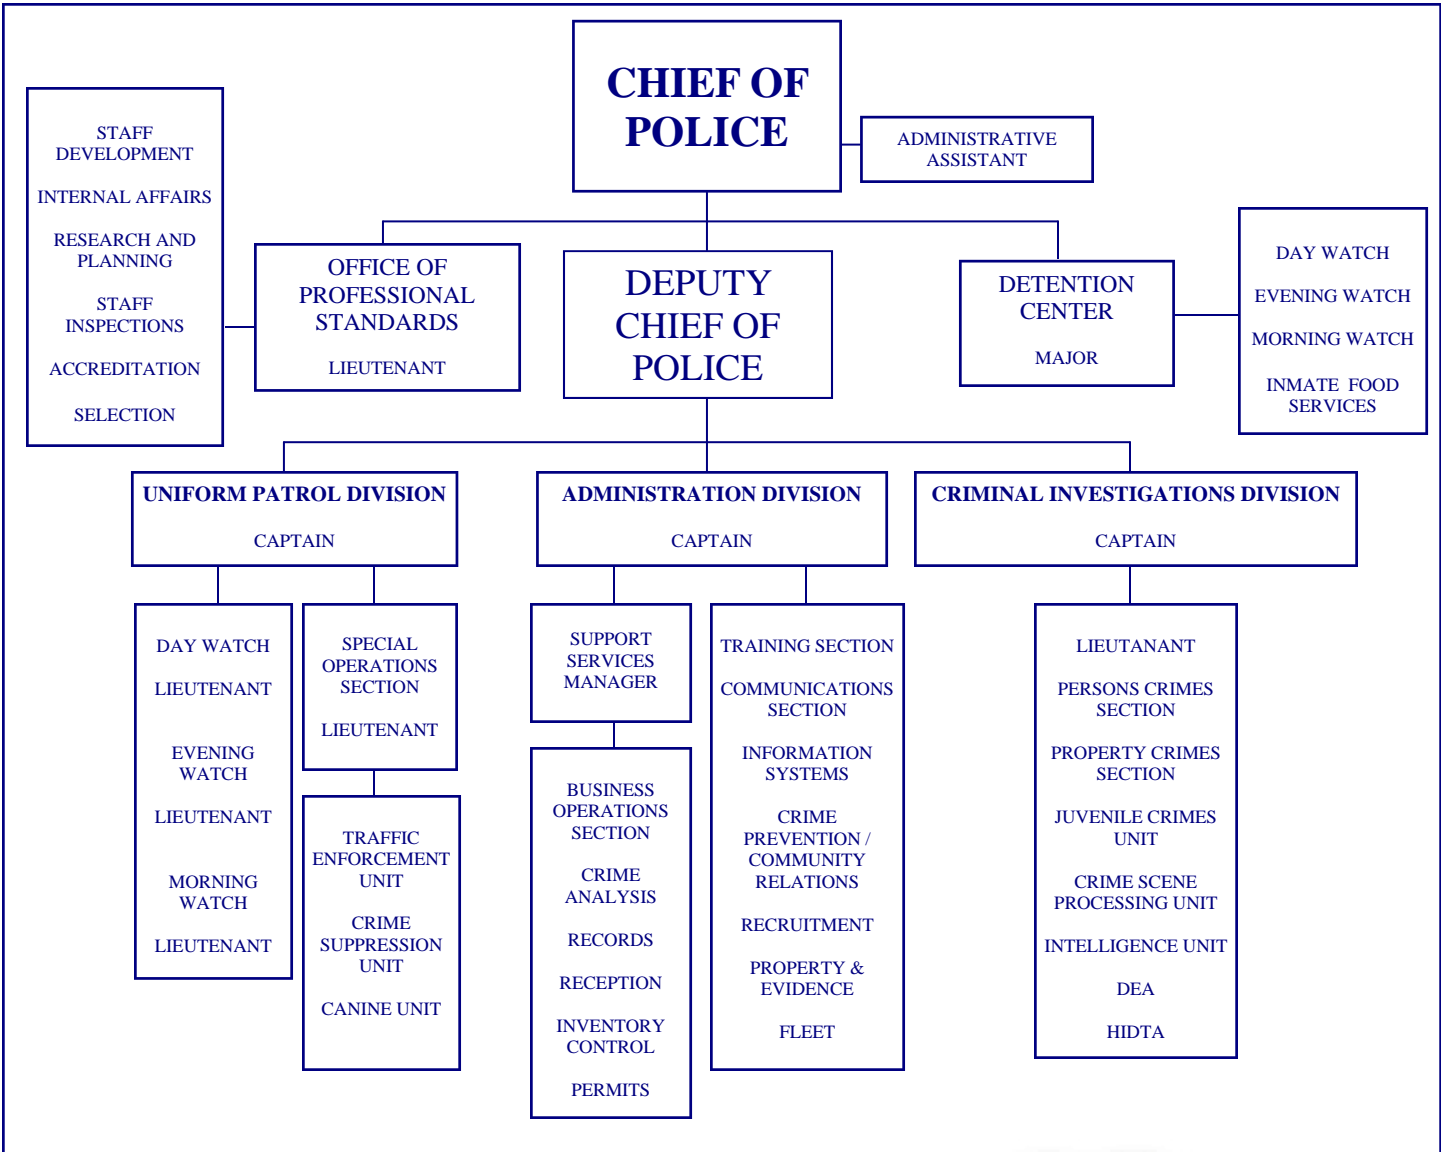 CHIEF OF
POLICE
ADMINISTRATIVE
ASSISTANT
STAFF
DEVELOPMENT
INTERNAL AFFAIRS
RESEARCH AND
PLANNING
STAFF
INSPECTIONS
ACCREDITATION
SELECTION
OFFICE OF
PROFESSIONAL
STANDARDS
LIEUTENANT
DEPUTY
CHIEF OF
POLICE
DETENTION
CENTER
MAJOR
DAY WATCH
EVENING WATCH
MORNING WATCH
INMATE FOOD
SERVICES
UNIFORM PATROL DIVISION
CAPTAIN
ADMINISTRATION DIVISION
CAPTAIN
CRIMINAL INVESTIGATIONS DIVISION
CAPTAIN
DAY WATCH
LIEUTENANT
EVENING
WATCH
LIEUTENANT
MORNING
WATCH
LIEUTENANT
SPECIAL
OPERATIONS
SECTION
LIEUTENANT
TRAFFIC
ENFORCEMENT
UNIT
CRIME
SUPPRESSION
UNIT
CANINE UNIT
SUPPORT
SERVICES
MANAGER
BUSINESS
OPERATIONS
SECTION
CRIME
ANALYSIS
RECORDS
RECEPTION
INVENTORY
CONTROL
PERMITS
TRAINING SECTION
COMMUNICATIONS
SECTION
INFORMATION
SYSTEMS
CRIME
PREVENTION /
COMMUNITY
RELATIONS
RECRUITMENT
PROPERTY &
EVIDENCE
FLEET
LIEUTANANT
PERSONS CRIMES
SECTION
PROPERTY CRIMES
SECTION
JUVENILE CRIMES
UNIT
CRIME SCENE
PROCESSING UNIT
INTELLIGENCE UNIT
DEA
HIDTA